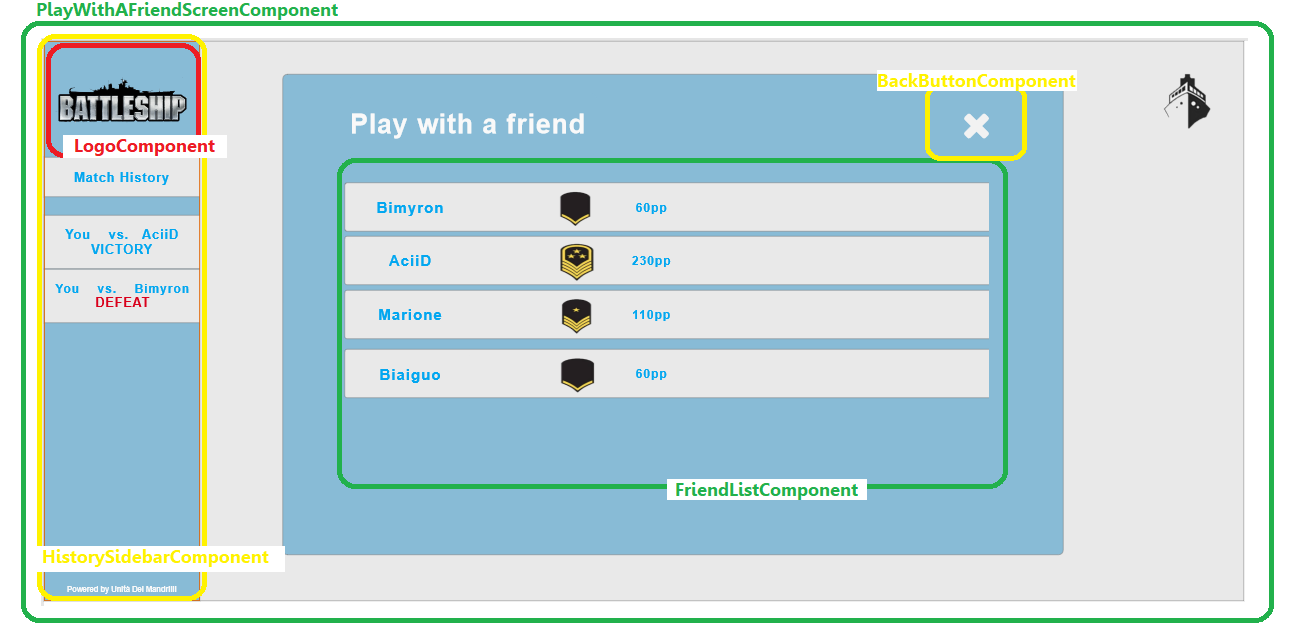 PlayWithAFriendScreenComponent
BATTLESHIP
LogoComponent
Match History
You vs. AciiD
VICTORY
You vs. Bimyron
DEFEAT
HistorySidebarComponent
Powered by Unità Dei Mandrilli
BackButtonComponent
Play with a friend
Bimyron 60pp
AciiD 230pp
Marione 110pp
Biaiguo 60pp
FriendListComponent